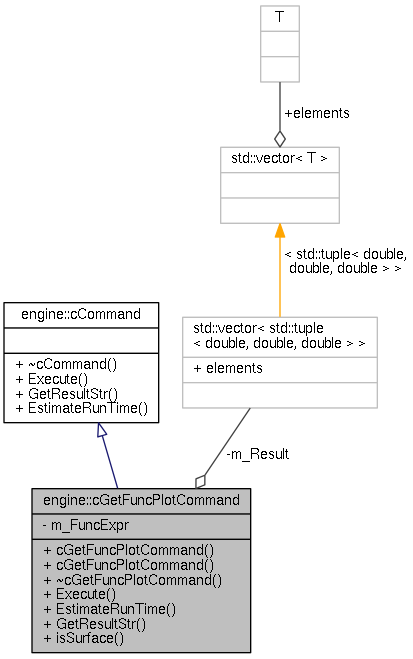 T
+elements
std::vector< T >
< std::tuple< double,
double, double > >
engine::cCommand
+ ~cCommand()
+ Execute()
+ GetResultStr()
+ EstimateRunTime()
std::vector< std::tuple
< double, double, double > >
+ elements
-m_Result
engine::cGetFuncPlotCommand
- m_FuncExpr
+ cGetFuncPlotCommand()
+ cGetFuncPlotCommand()
+ ~cGetFuncPlotCommand()
+ Execute()
+ EstimateRunTime()
+ GetResultStr()
+ isSurface()